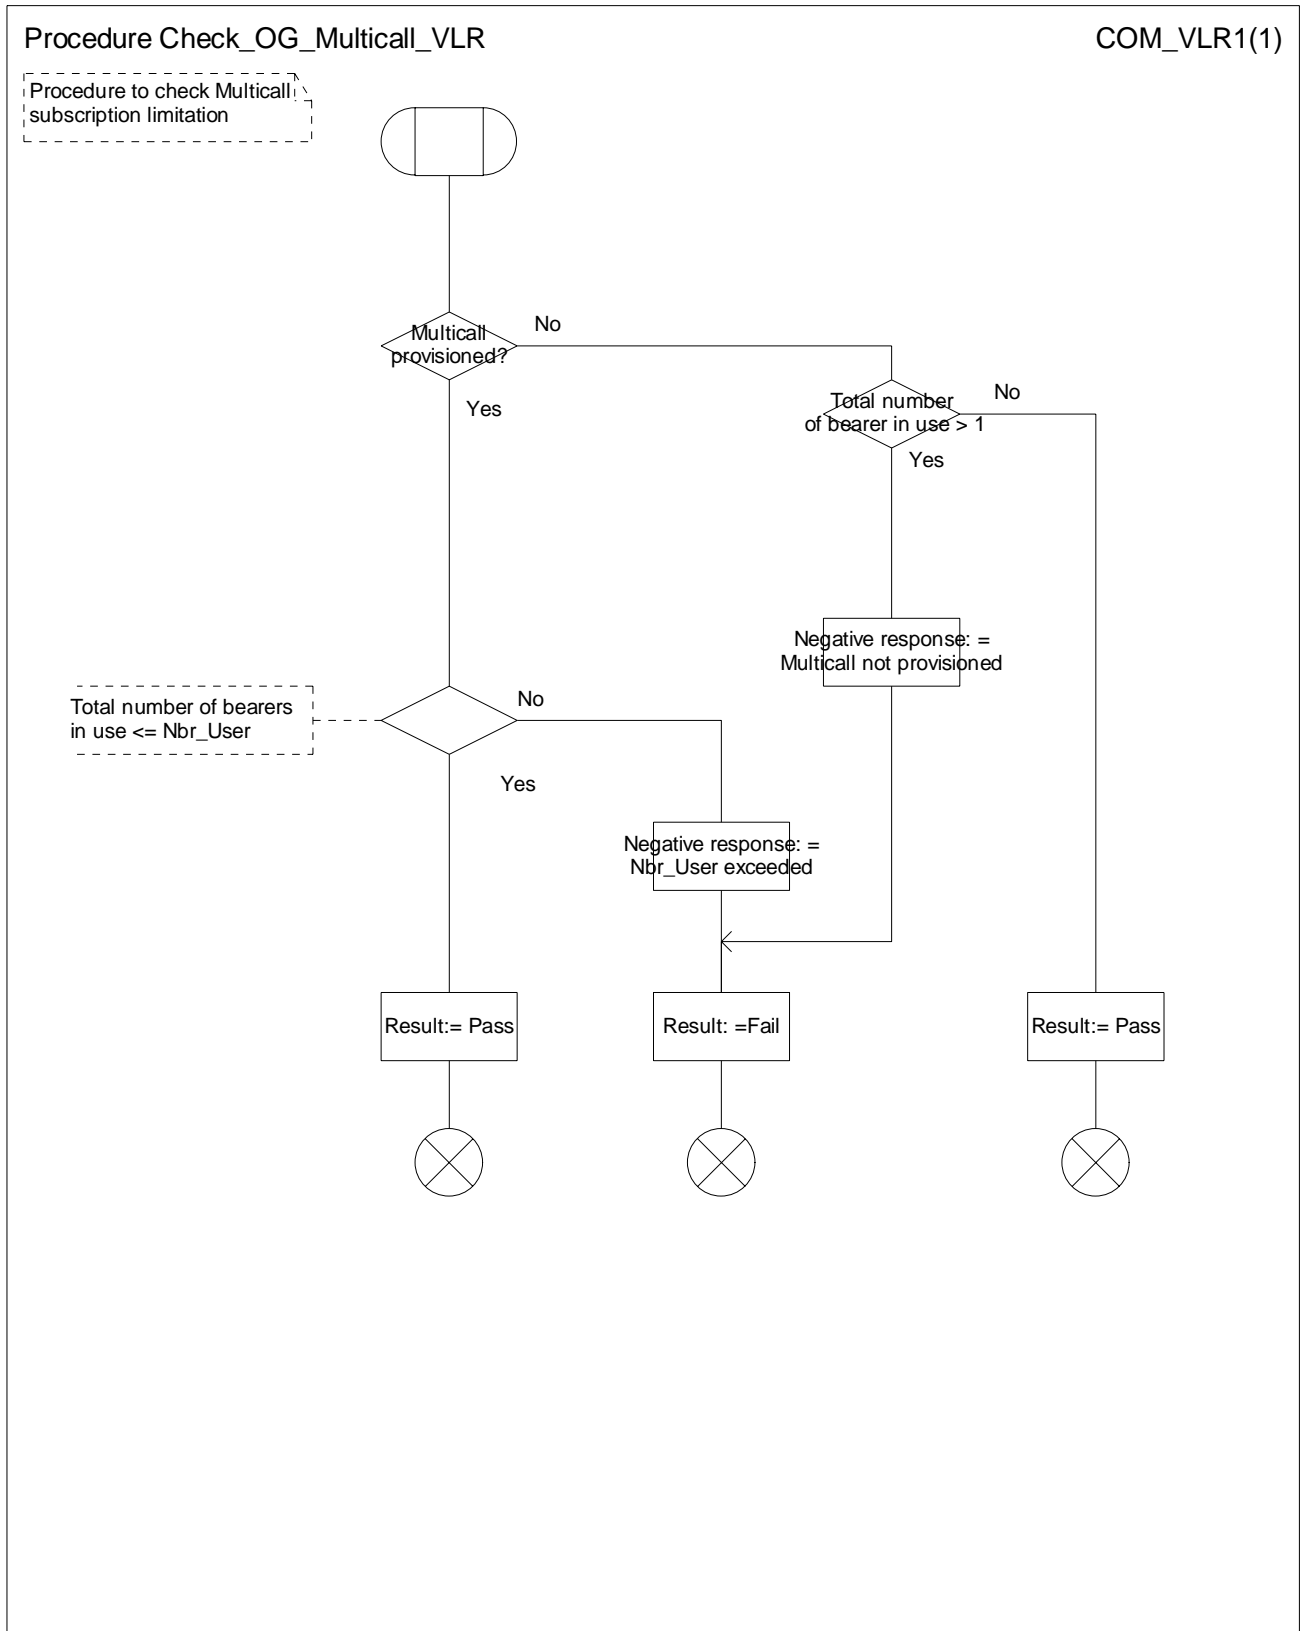 Procedure Check_OG_Multicall_VLR
COM_VLR1(1)
Procedure to check Multicall
subscription limitation
Multicall
provisioned?
No
Yes
Total number
of bearer in use > 1
No
Yes
Negative response: =
Multicall not provisioned
Total number of bearers
in use <= Nbr_User
No
Yes
Negative response: =
Nbr_User exceeded
Result:= Pass
Result: =Fail
Result:= Pass